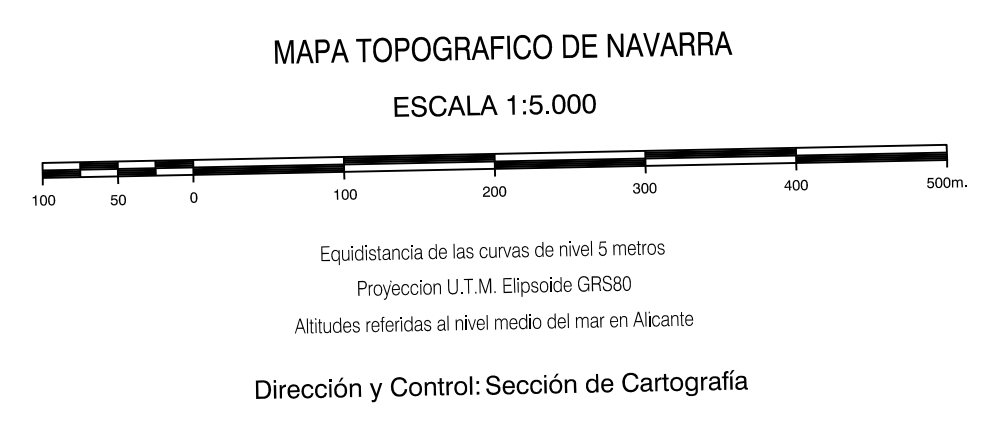 MAPA TOPOGRAFICO DE NAVARRA
ESCALA 1:5.000
100 50 0 100 200 300 400 500m.
Equidistancia de las curvas de nivel 5 metros
Proyeccion U.T.M. Elipsoide GRS80
Altitudes referidas al nivel medio del mar en Alicante
Dirección y Control: Sección de Cartografía